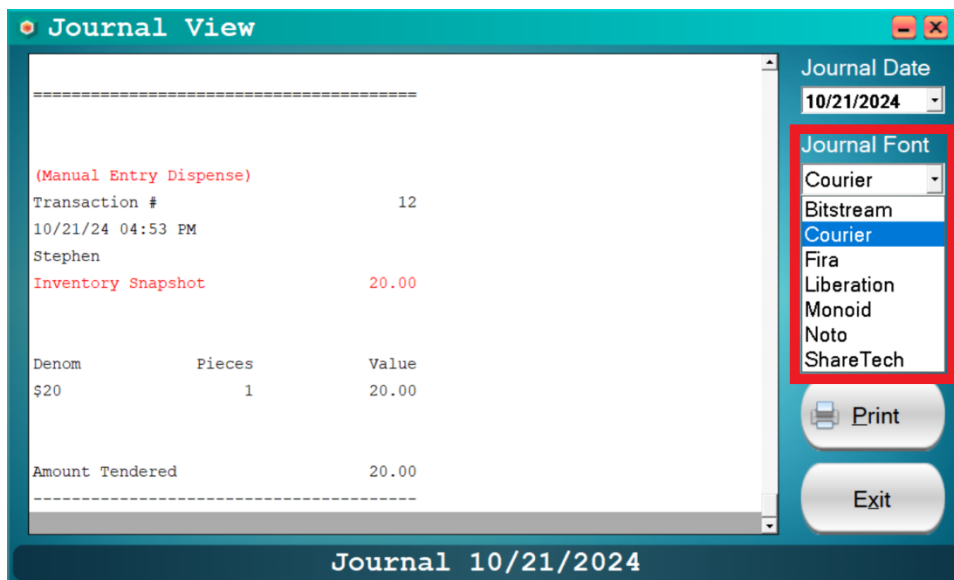 Journal View
========================================
(Manual Entry Dispense)
Transaction # 12
10/21/24 04:53 PM
Stephen
Inventory Snapshot 20.00
Denom Pieces Value
$20 1 20.00
Amount Tendered 20.00
----------------------------------------
Journal Date
10/21/2024
Journal Font
Courier
Bitstream
Courier
Fira
Liberation
Monoid
Noto
ShareTech
Print
Exit
Journal 10/21/2024